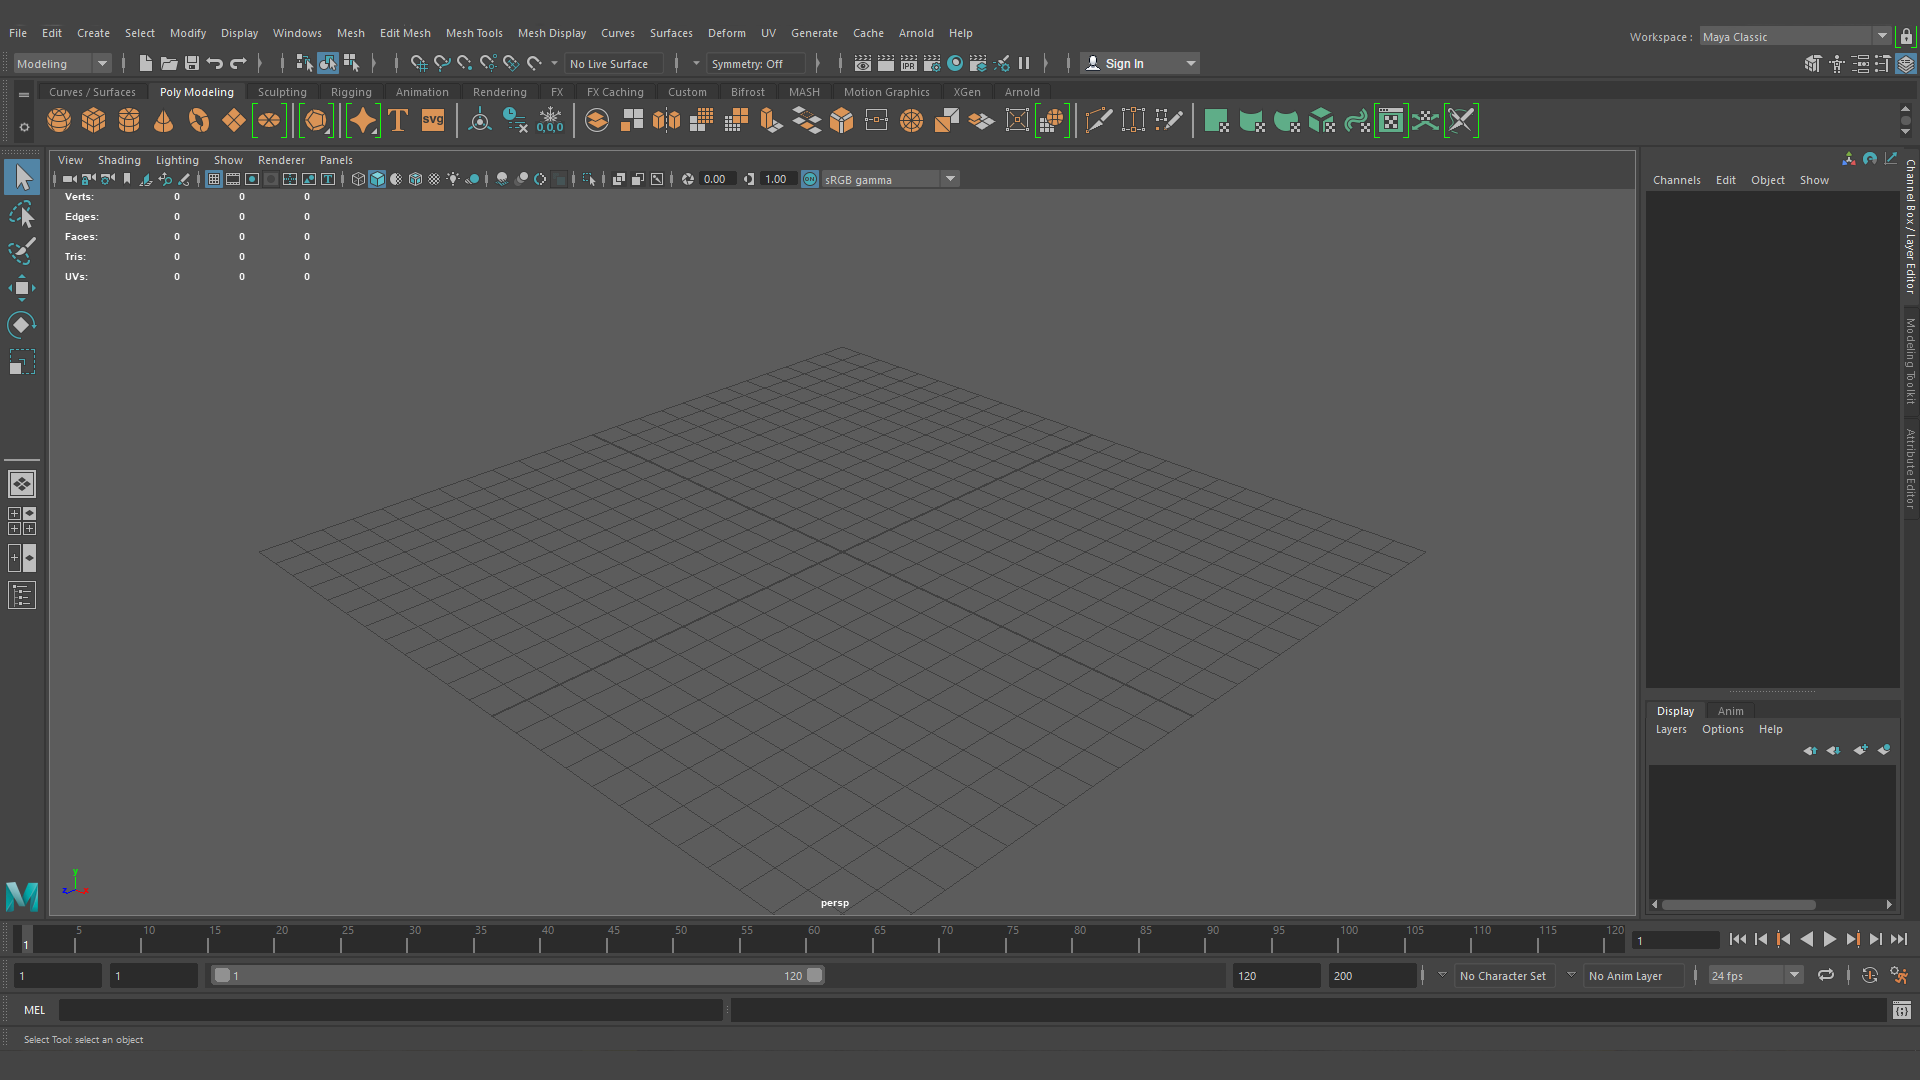 File Edit Create Select Modify Display Windows Mesh Edit Mesh Mesh Tools Mesh Display Curves Surfaces Deform UV Generate Cache Arnold Help
Workspace : Maya Classic
Modeling No Live Surface Symmetry: Off Sign In
Curves / Surfaces Poly Modeling Sculpting Rigging Animation Rendering FX FX Caching Custom Bifrost MASH Motion Graphics XGen Arnold
T svg 0,0,0
View Shading Lighting Show Renderer Panels
0.00 1.00 ON sRGB gamma
Verts: 0 0 0
Edges: 0 0 0
Faces: 0 0 0
Tris: 0 0 0
UVs: 0 0 0
y
z x
persp
Channels Edit Object Show
Channel Box / Layer Editor
Modeling Toolkit
Attribute Editor
Display Anim
Layers Options Help
M
1 5 10 15 20 25 30 35 40 45 50 55 60 65 70 75 80 85 90 95 100 105 110 115 120 1
1 1 1 120 120 200 No Character Set No Anim Layer 24 fps
MEL
Select Tool: select an object